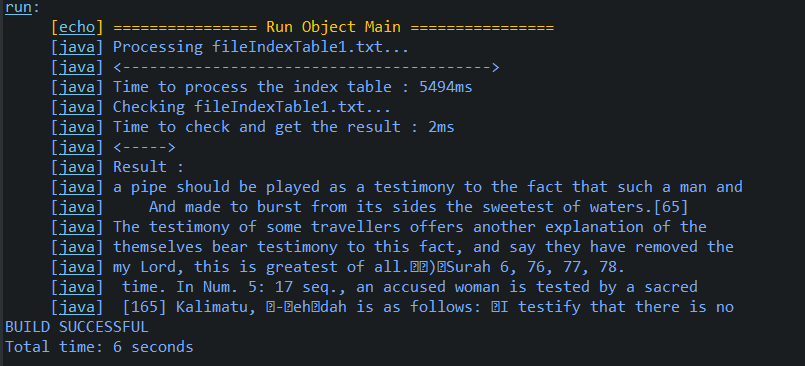 run:
     [echo] ================ Run Object Main ================
     [java] Processing fileIndexTable1.txt...
     [java] <----------------------------------------->
     [java] Time to process the index table : 5494ms
     [java] Checking fileIndexTable1.txt...
     [java] Time to check and get the result : 2ms
     [java] <----->
     [java] Result :
     [java] a pipe should be played as a testimony to the fact that such a man and
     [java]     And made to burst from its sides the sweetest of waters.[65]
     [java] The testimony of some travellers offers another explanation of the
     [java] themselves bear testimony to this fact, and say they have removed the
     [java] my Lord, this is greatest of all.��)�Surah 6, 76, 77, 78.
     [java]  time. In Num. 5: 17 seq., an accused woman is tested by a sacred
     [java]  [165] Kalimatu, �-�eh�dah is as follows: �I testify that there is no
BUILD SUCCESSFUL
Total time: 6 seconds